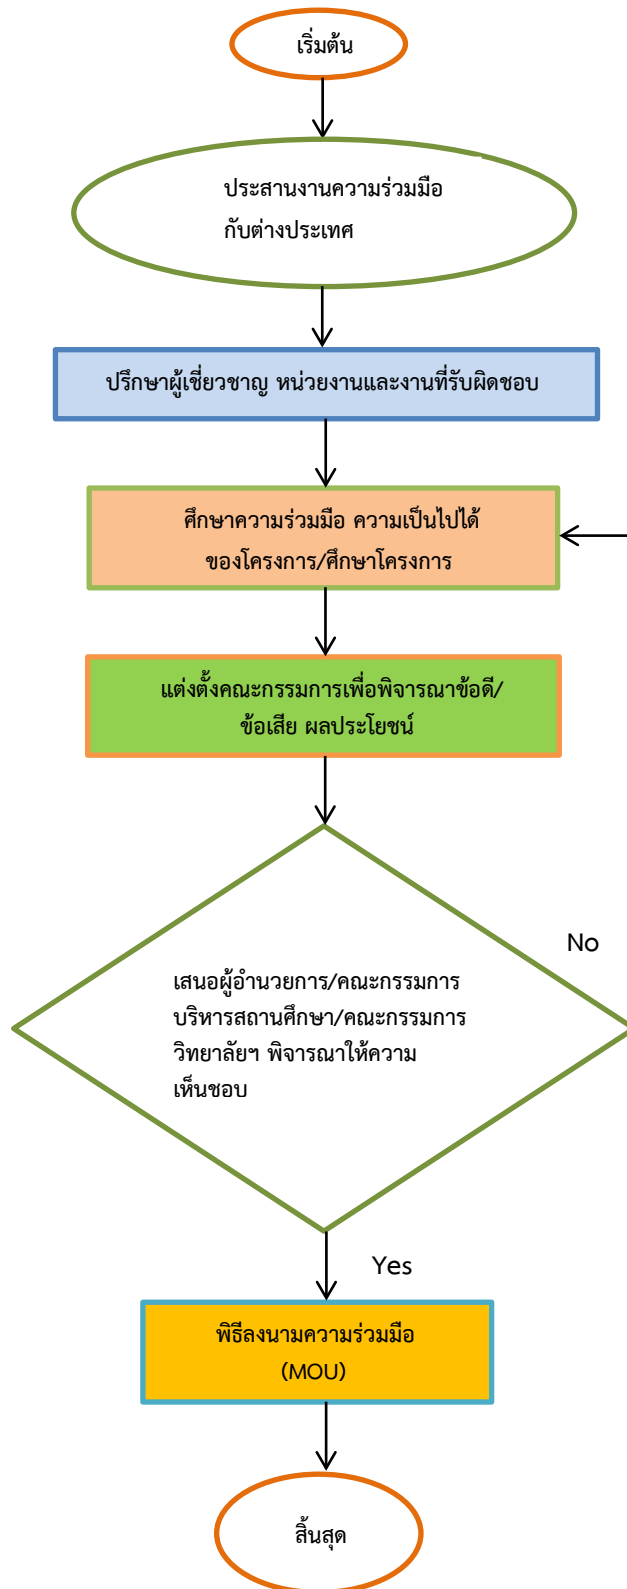 เริ่มต้น
ประสานงานความร่วมมือ
กับต่างประเทศ
ปรึกษาผู้เชี่ยวชาญ หน่วยงานและงานที่รับผิดชอบ
ศึกษาความร่วมมือ ความเป็นไปได้
ของโครงการ/ศึกษาโครงการ
แต่งตั้งคณะกรรมการเพื่อพิจารณาข้อดี/
ข้อเสีย ผลประโยชน์
No
เสนอผู้อำนวยการ/คณะกรรมการ
บริหารสถานศึกษา/คณะกรรมการ
วิทยาลัยฯ พิจารณาให้ความ
เห็นชอบ
Yes
พิธีลงนามความร่วมมือ
(MOU)
สิ้นสุด